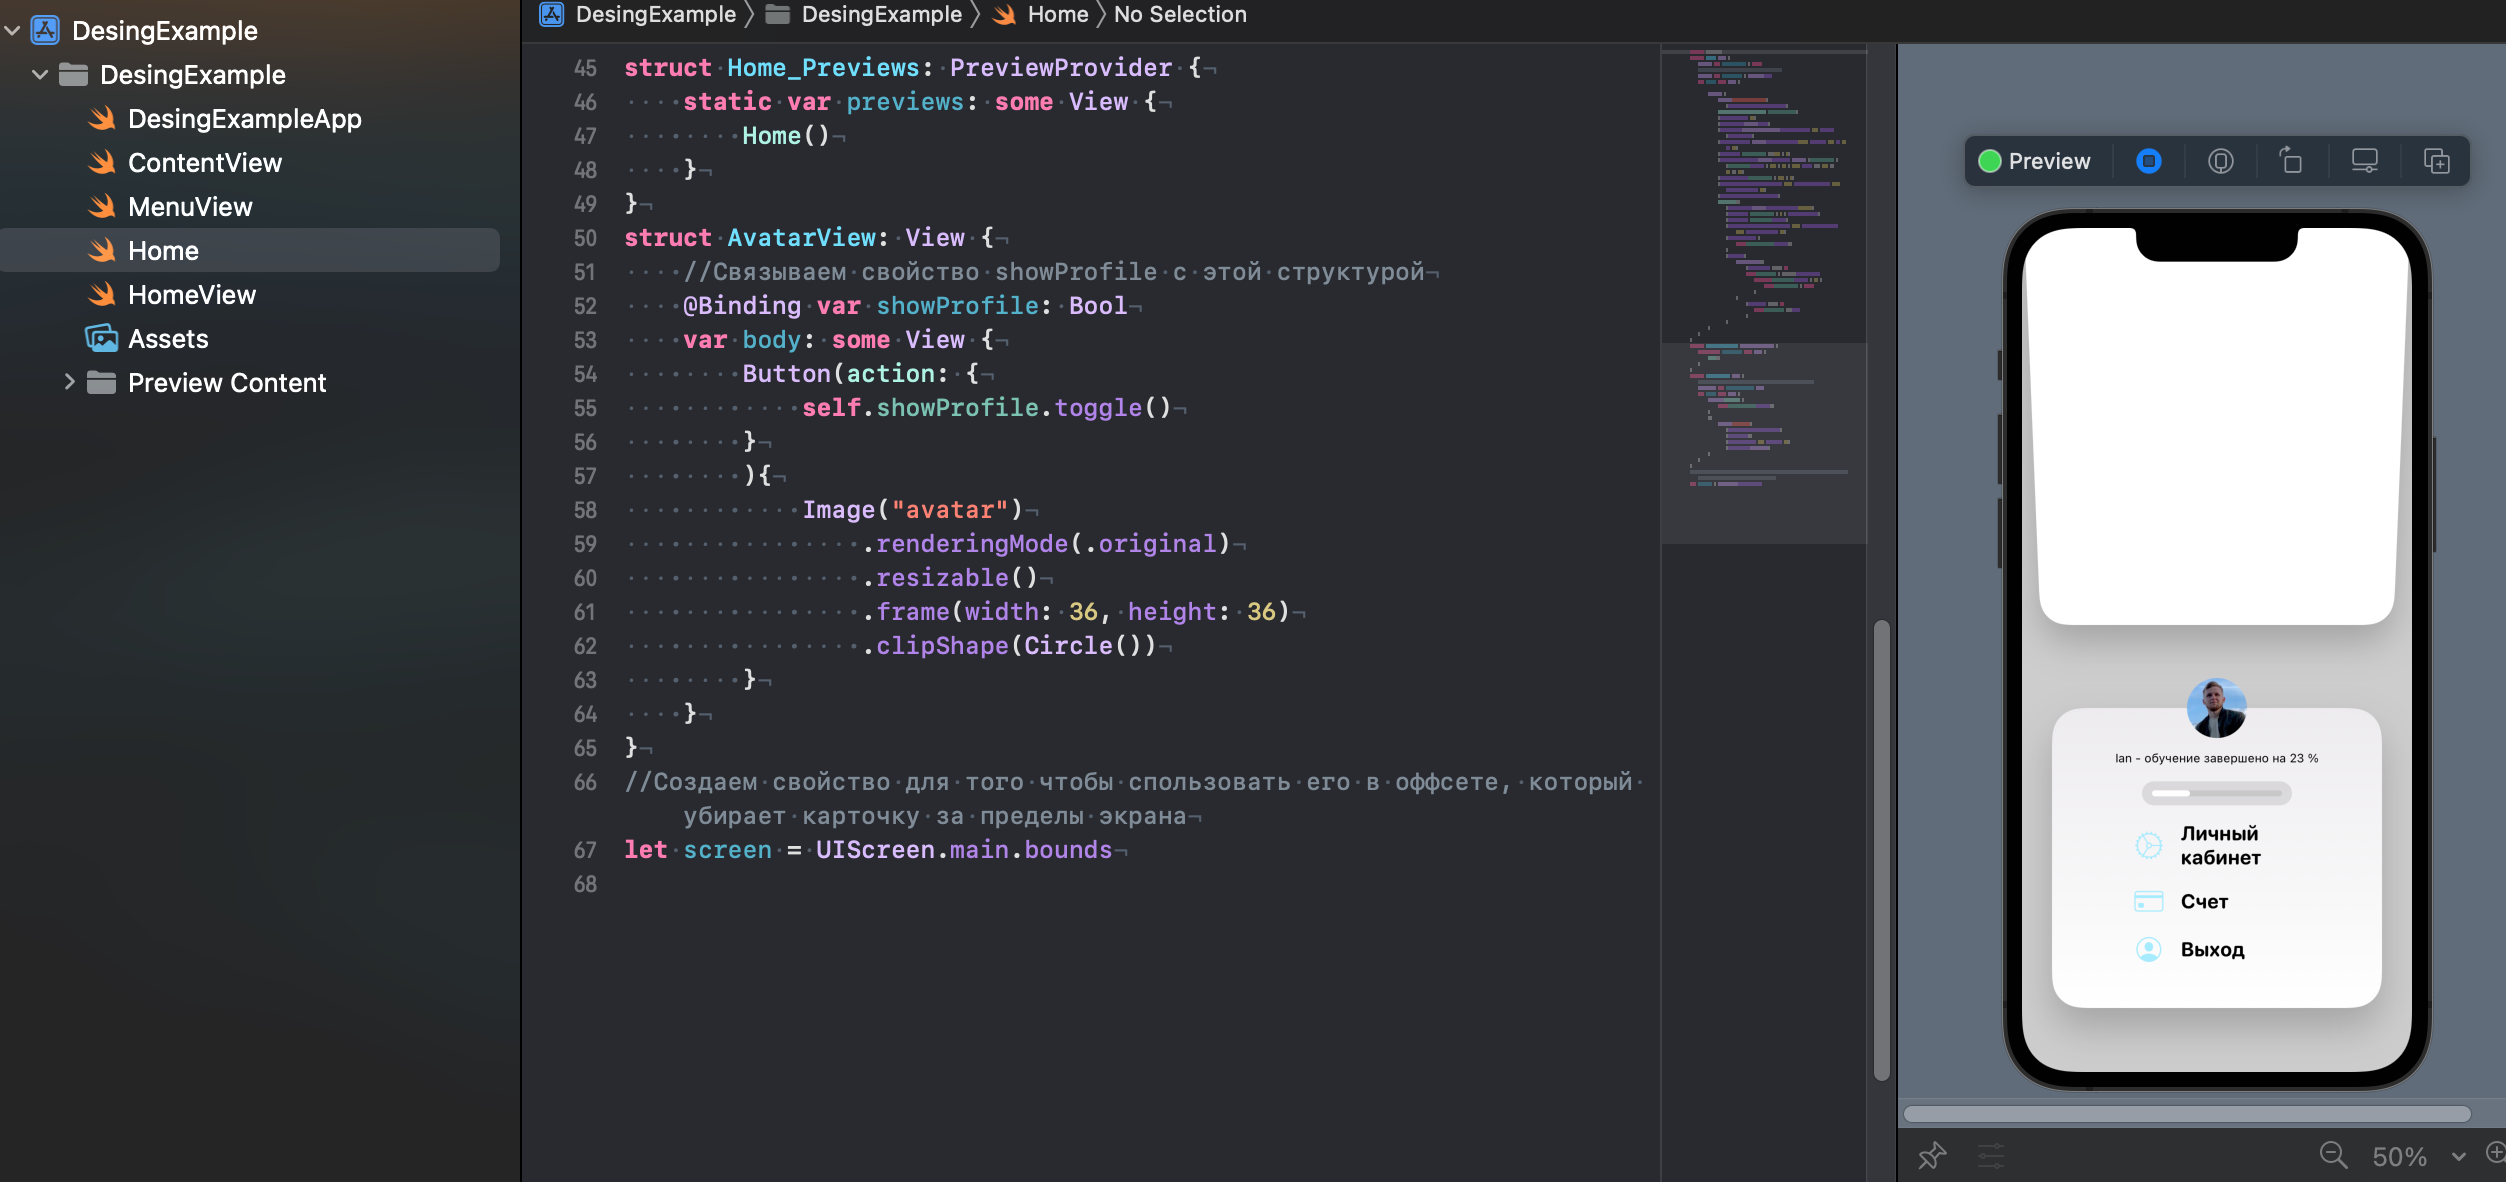 DesingExample
DesingExample
DesingExampleApp
ContentView
MenuView
Home
HomeView
Assets
Preview Content
DesingExample DesingExample Home No Selection
45 struct Home_Previews: PreviewProvider {
46 static var previews: some View {
47 Home()
48 }
49 }
50 struct AvatarView: View {
51 //Связываем свойство showProfile с этой структурой
52 @Binding var showProfile: Bool
53 var body: some View {
54 Button(action: {
55 self.showProfile.toggle()
56 }
57 ){
58 Image("avatar")
59 .renderingMode(.original)
60 .resizable()
61 .frame(width: 36, height: 36)
62 .clipShape(Circle())
63 }
64 }
65 }
66 //Создаем свойство для того чтобы спользовать его в оффсете, который
убирает карточку за пределы экрана
67 let screen = UIScreen.main.bounds
68
Preview
Ian - обучение завершено на 23 %
Личный
кабинет
Счет
Выход
50%